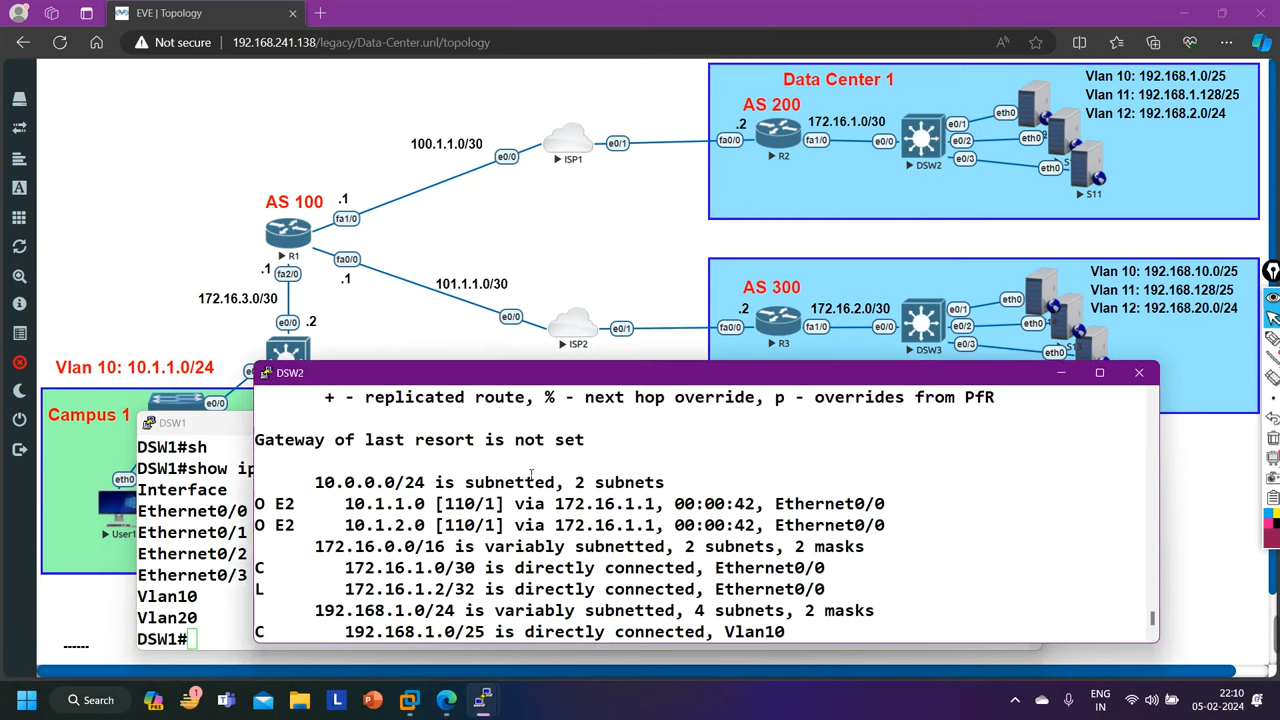 EVE | Topology
Not secure
192.168.241.138/legacy/Data-Center.unl/topology
Data Center 1
AS 200
Vlan 10: 192.168.1.0/25
Vlan 11: 192.168.1.128/25
Vlan 12: 192.168.2.0/24
.2
172.16.1.0/30
fa0/0
R2
fa1/0
e0/0
DSW2
e0/1
e0/2
e0/3
eth0
eth0
eth0
S11
100.1.1.0/30
e0/0
ISP1
e0/1
AS 100
.1
fa1/0
R1
fa0/0
.1
.1
fa2/0
172.16.3.0/30
e0/0
.2
101.1.1.0/30
e0/0
ISP2
e0/1
AS 300
Vlan 10: 192.168.10.0/25
Vlan 11: 192.168.128/25
Vlan 12: 192.168.20.0/24
.2
172.16.2.0/30
fa0/0
R3
fa1/0
e0/0
DSW3
e0/1
e0/2
e0/3
eth0
eth0
eth0
Vlan 10: 10.1.1.0/24
Campus 1
e0/0
eth0
User1
DSW1
DSW1#sh
DSW1#show ip
Interface
Ethernet0/0
Ethernet0/1
Ethernet0/2
Ethernet0/3
Vlan10
Vlan20
DSW1#
DSW2
+ - replicated route, % - next hop override, p - overrides from PfR
Gateway of last resort is not set
10.0.0.0/24 is subnetted, 2 subnets
O E2 10.1.1.0 [110/1] via 172.16.1.1, 00:00:42, Ethernet0/0
O E2 10.1.2.0 [110/1] via 172.16.1.1, 00:00:42, Ethernet0/0
172.16.0.0/16 is variably subnetted, 2 subnets, 2 masks
C 172.16.1.0/30 is directly connected, Ethernet0/0
L 172.16.1.2/32 is directly connected, Ethernet0/0
192.168.1.0/24 is variably subnetted, 4 subnets, 2 masks
C 192.168.1.0/25 is directly connected, Vlan10
------
Search
ENG
IN
22:10
05-02-2024